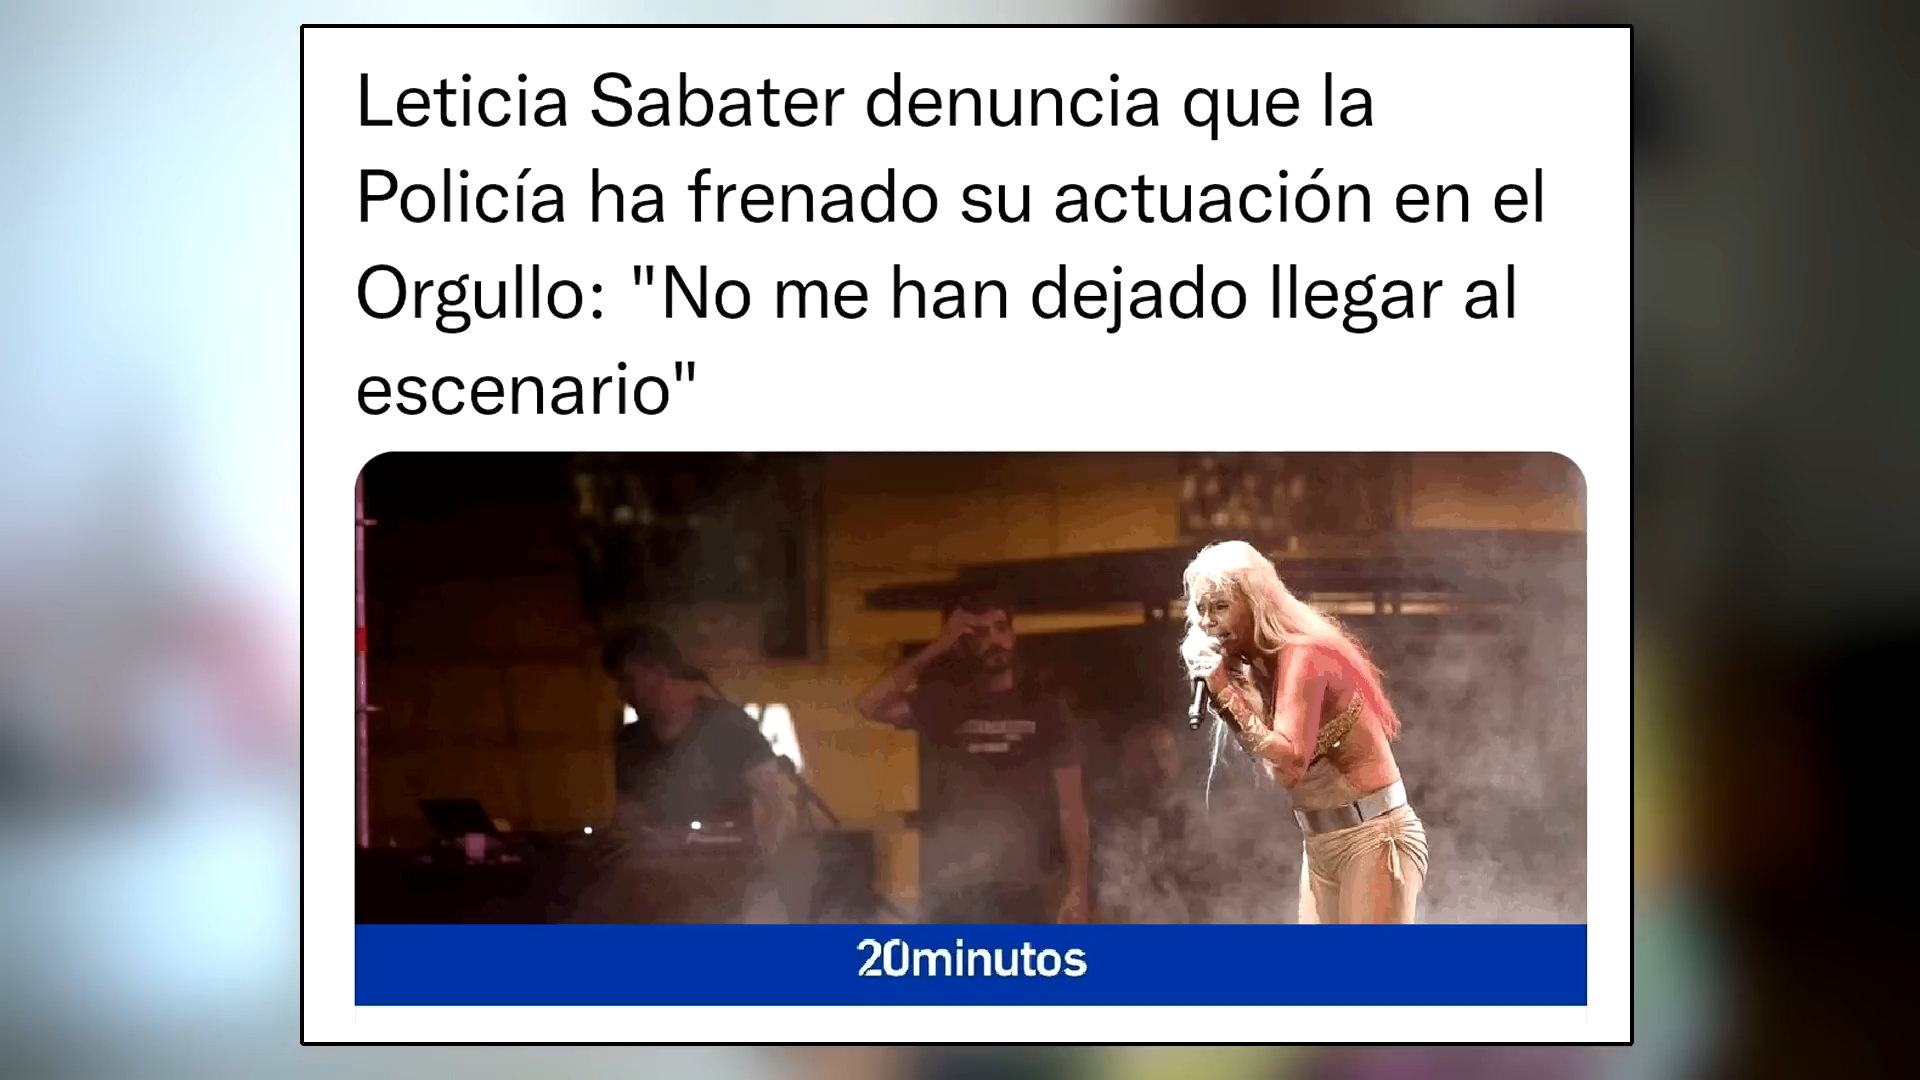 Leticia Sabater denuncia que la
Policía ha frenado su actuación en el
Orgullo: "No me han dejado llegar al
escenario"
20minutos